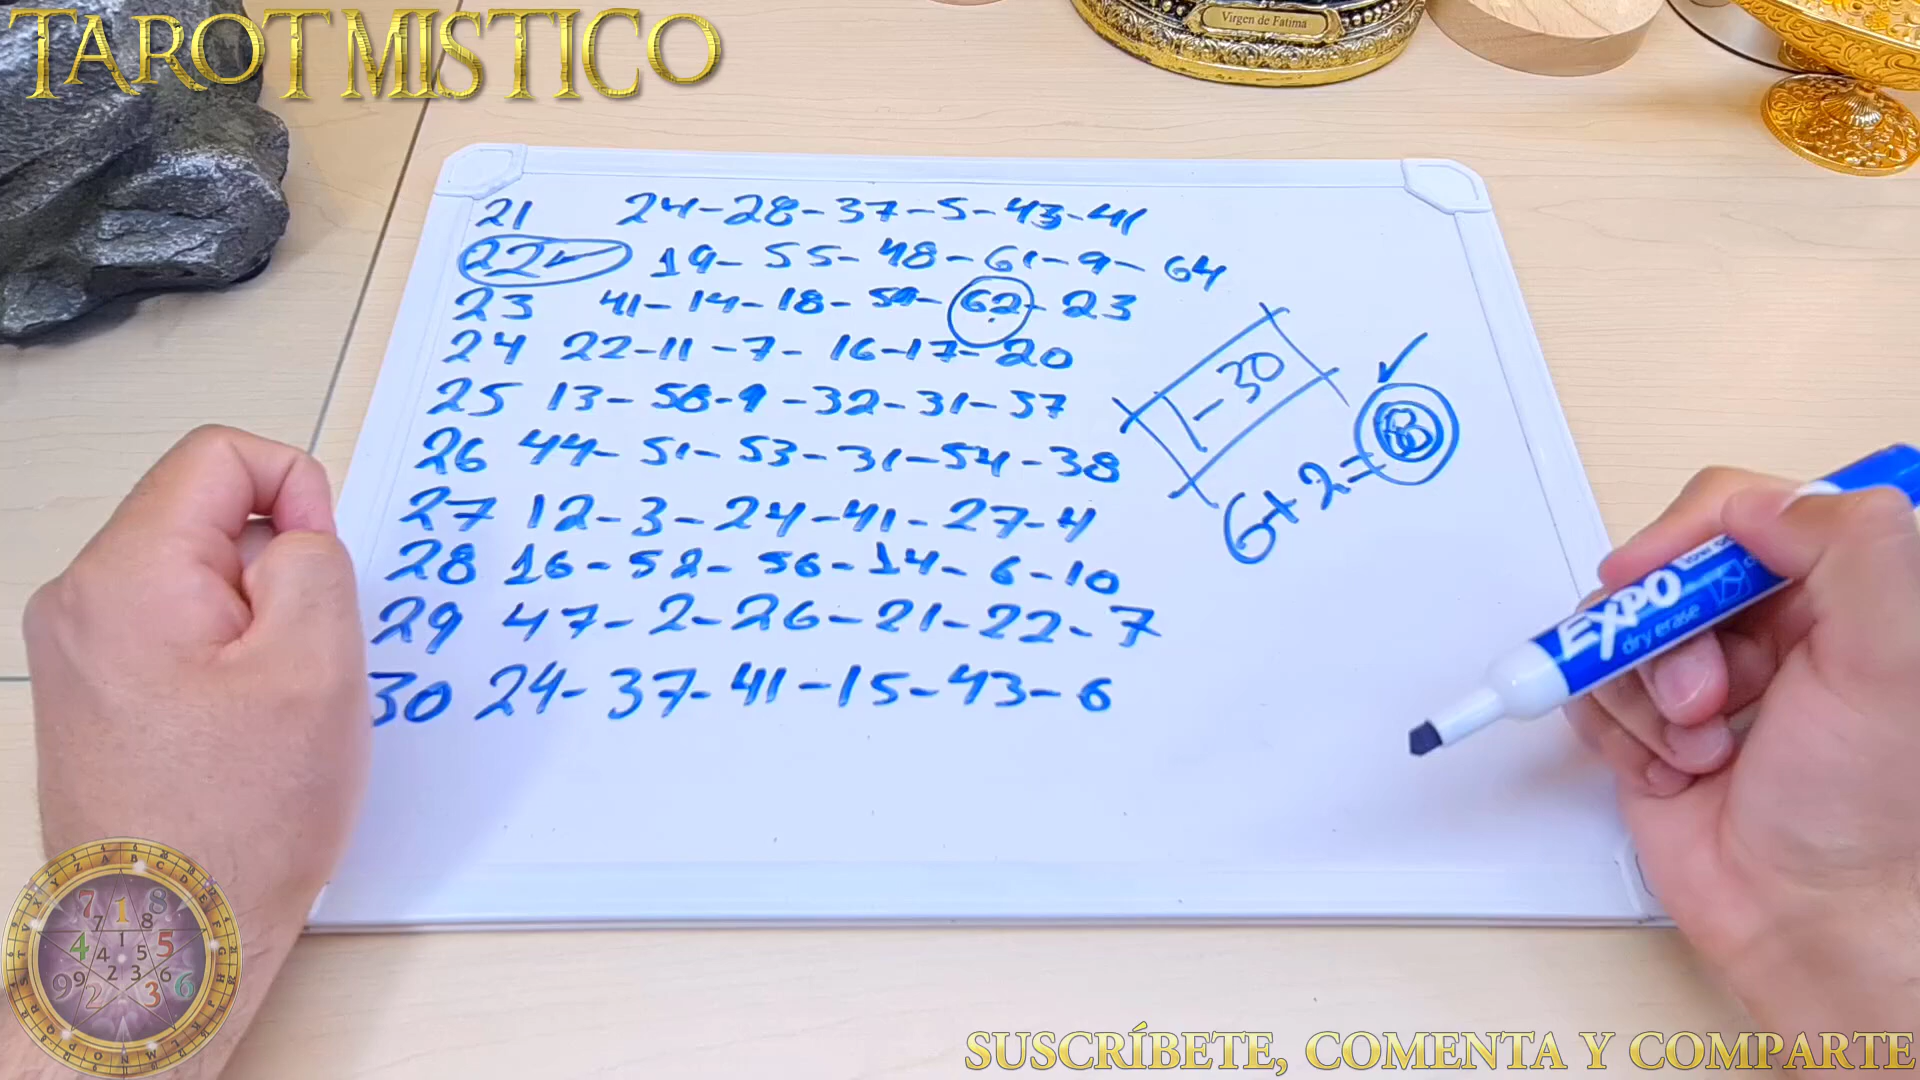 TAROT MISTICO
Virgen de Fatima
21 24-28-37-5-43-41
22 19-55-48-61-9-64
23 41-14-18-59-62-23
24 22-11-7-16-17-20
25 13-58-9-32-31-37
26 44-51-53-31-54-38
27 12-3-24-41-27-4
28 16-52-56-14-6-10
29 47-2-26-21-22-7
30 24-37-41-15-43-6
1-30
6+2=8
EXPO
dry erase
SUSCRÍBETE, COMENTA Y COMPARTE